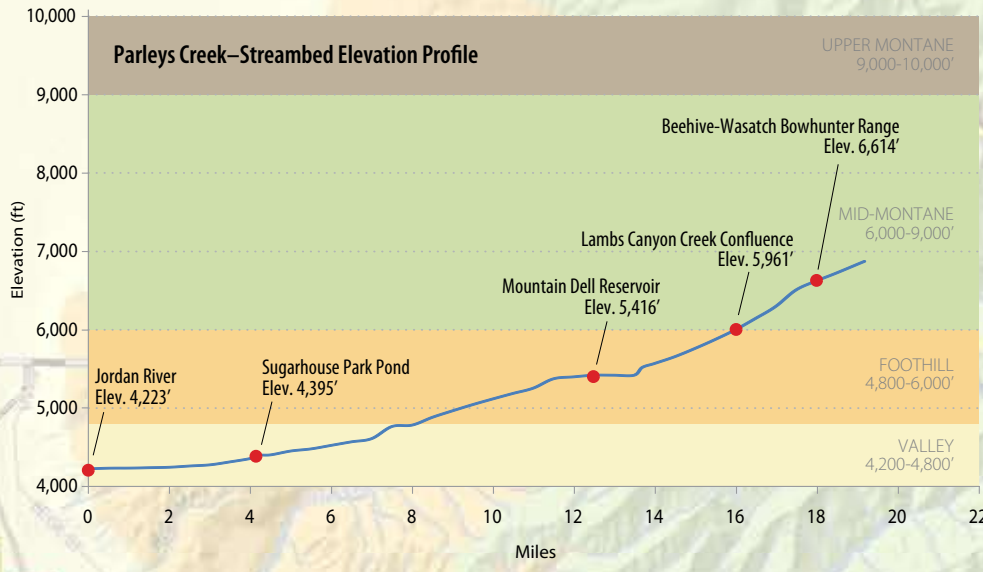 Parleys Creek–Streambed Elevation Profile
UPPER MONTANE
9,000-10,000’
Beehive-Wasatch Bowhunter Range
Elev. 6,614’
MID-MONTANE
6,000-9,000’
Lambs Canyon Creek Confluence
Elev. 5,961’
Mountain Dell Reservoir
Elev. 5,416’
Sugarhouse Park Pond
Elev. 4,395’
Jordan River
Elev. 4,223’
FOOTHILL
4,800-6,000’
VALLEY
4,200-4,800’
Elevation (ft)
10,000
9,000
8,000
7,000
6,000
5,000
4,000
0 2 4 6 8 10 12 14 16 18 20 22
Miles